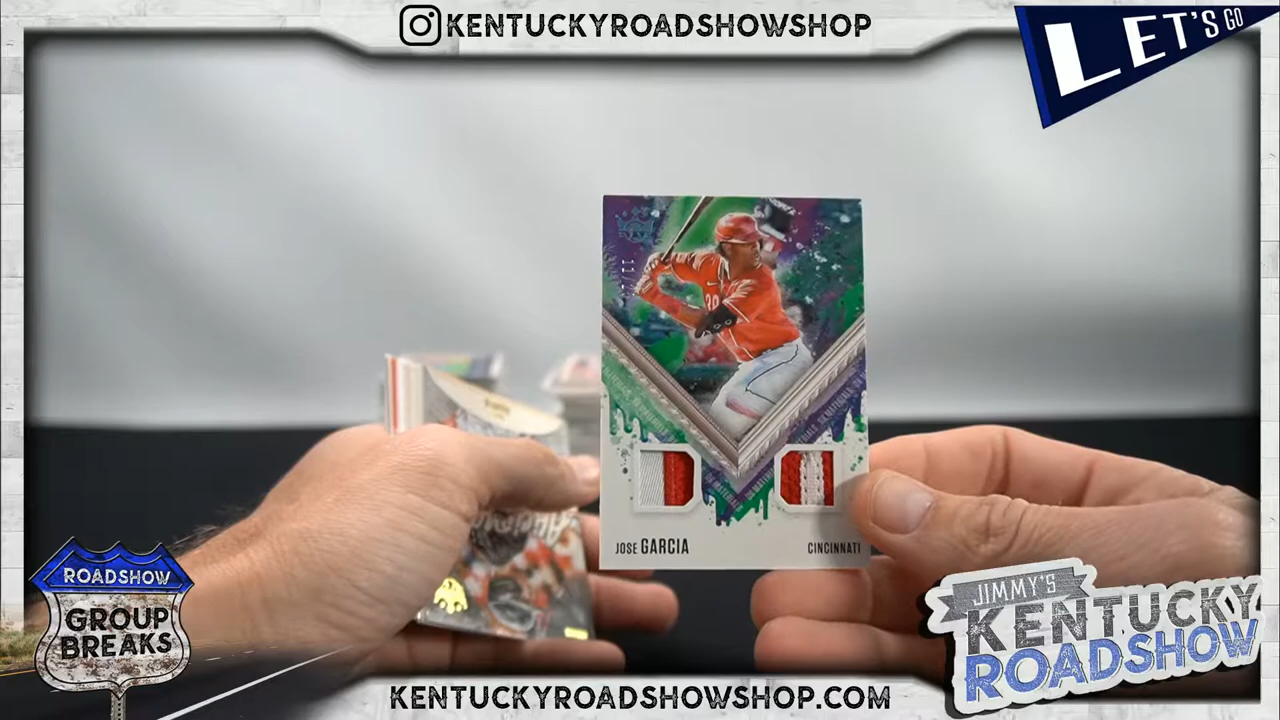 KENTUCKYROADSHOWSHOP
LET'S GO
JOSE GARCIA
CINCINNATI
ROADSHOW
GROUP
BREAKS
JIMMY'S
KENTUCKY
ROADSHOW
KENTUCKYROADSHOWSHOP.COM